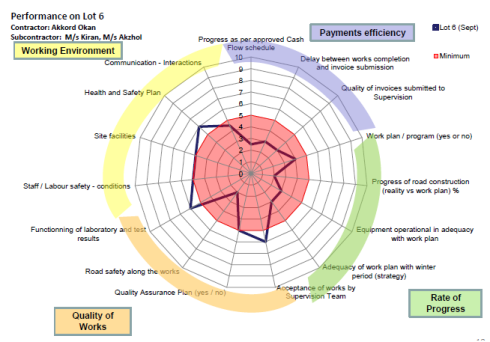 Performance on Lot 6
Contractor: Akkord Okan
Subcontractor: M/s Kiran, M/s Akzhol
Working Environment
Payments efficiency
Lot 6 (Sept)
Minimum
Progress as per approved Cash
Flow schedule
Delay between works completion
and invoice submission
Quality of invoices submitted to
Supervision
Work plan / program (yes or no)
Progress of road construction
(reality vs work plan) %
Equipment operational in adequacy
with work plan
Adequacy of work plan with winter
period (strategy)
Acceptance of works by
Supervision Team
Quality Assurance Plan (yes / no)
Road safety along the works
Functionning of laboratory and test
results
Staff / Labour safety - conditions
Site facilities
Health and Safety Plan
Communication - Interactions
10
9
8
7
6
5
4
3
2
1
0
Quality of
Works
Rate of
Progress